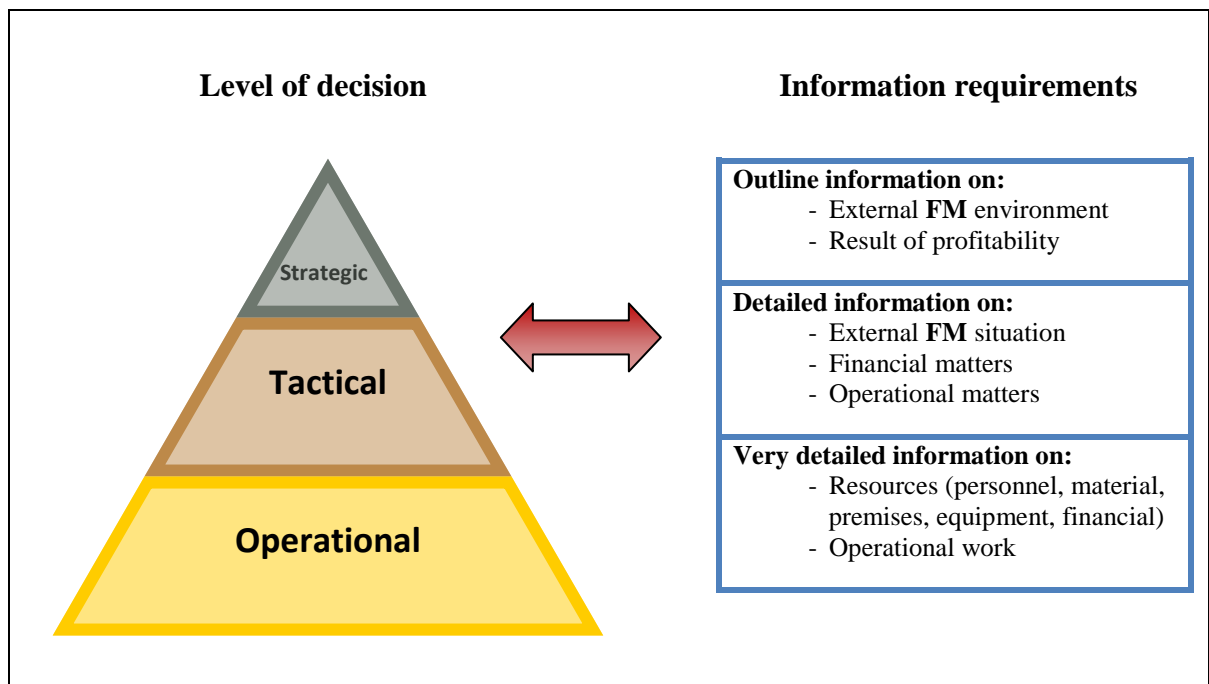 Level of decision
Strategic
Tactical
Operational
Information requirements
Outline information on:
- External FM environment
- Result of profitability
Detailed information on:
- External FM situation
- Financial matters
- Operational matters
Very detailed information on:
- Resources (personnel, material,
premises, equipment, financial)
- Operational work